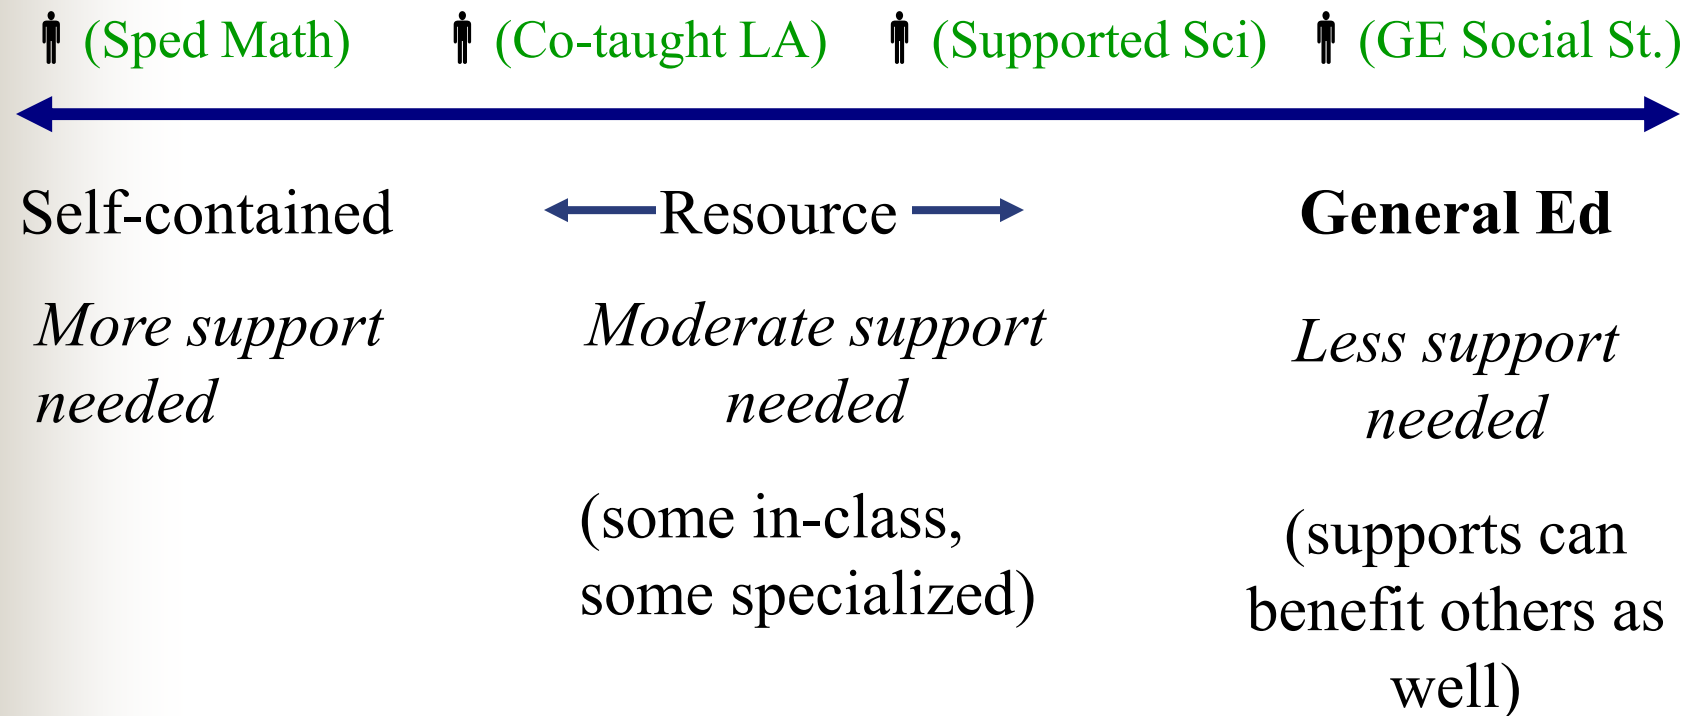 (Sped Math) (Co-taught LA) (Supported Sci) (GE Social St.)
Self-contained Resource General Ed
More support
needed
Moderate support
needed
(some in-class,
some specialized)
Less support
needed
(supports can
benefit others as
well)